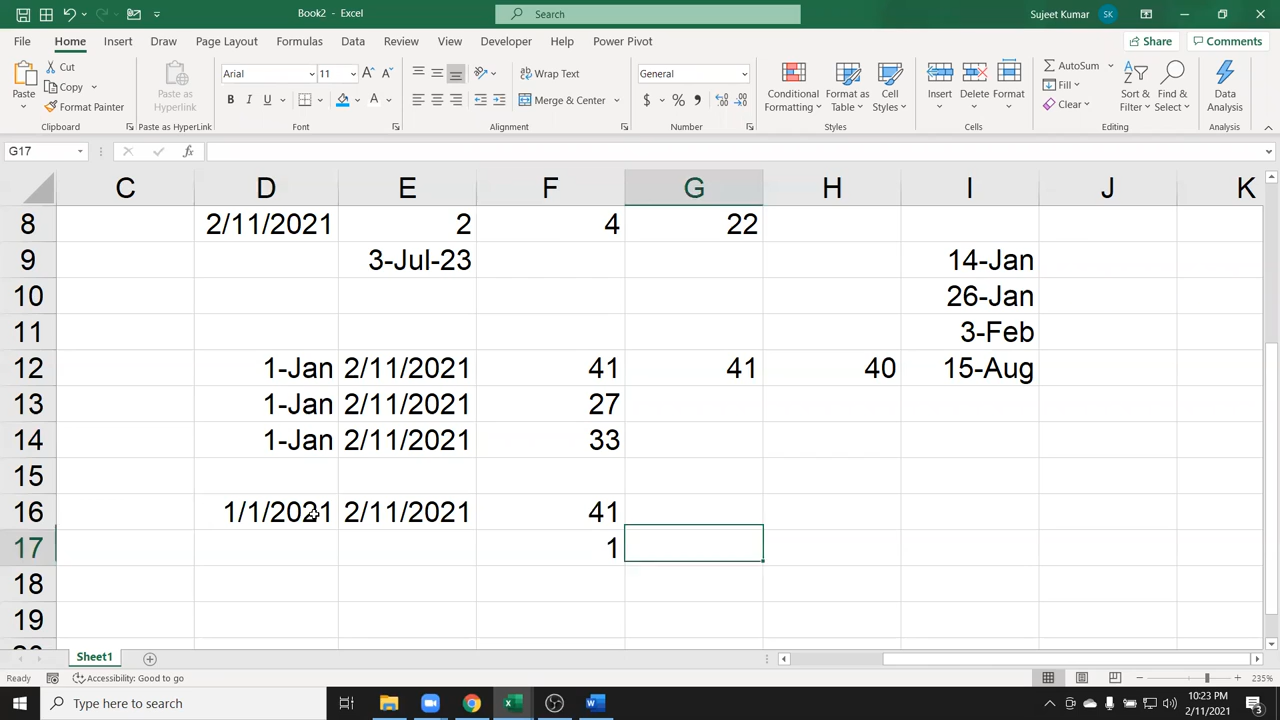 Book2 - Excel
Search
Sujeet Kumar
SK
File Home Insert Draw Page Layout Formulas Data Review View Developer Help Power Pivot
Share
Comments
Paste
Cut
Copy
Format Painter
Clipboard
Paste as HyperLink
Paste as HyperLink
Arial 11
B I U
Font
Wrap Text
Merge & Center
Alignment
General
$ % ,
Number
Conditional Formatting
Format as Table
Cell Styles
Styles
Insert Delete Format
Cells
AutoSum
Fill
Clear
Sort & Filter
Find & Select
Editing
Data Analysis
Analysis
G17
fx
C D E F G H I J K
8 2/11/2021 2 4 22
9 3-Jul-23 14-Jan
10 26-Jan
11 3-Feb
12 1-Jan 2/11/2021 41 41 40 15-Aug
13 1-Jan 2/11/2021 27
14 1-Jan 2/11/2021 33
15
16 1/1/2021 2/11/2021 41
17 1
18
19
Sheet1
Ready
Accessibility: Good to go
235%
Type here to search
10:23 PM
2/11/2021
3